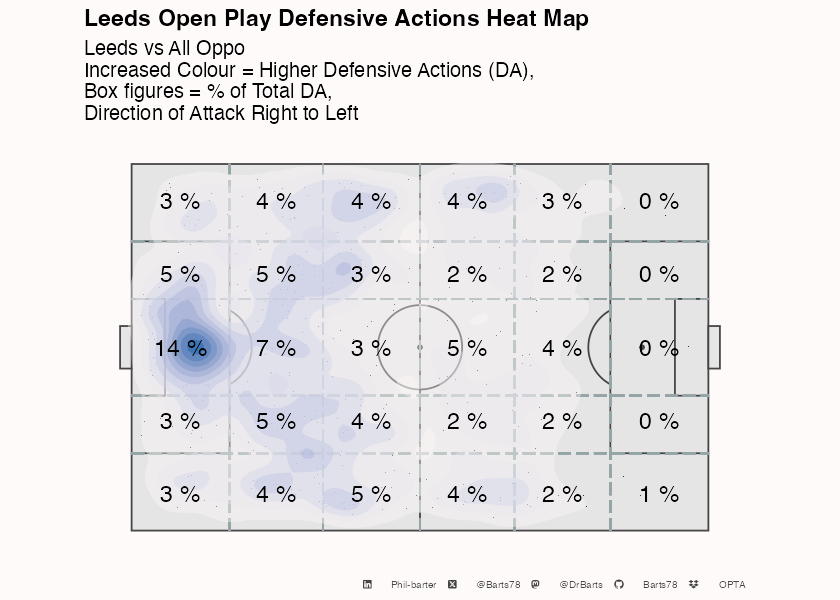 Leeds Open Play Defensive Actions Heat Map
Leeds vs All Oppo
Increased Colour = Higher Defensive Actions (DA),
Box figures = % of Total DA,
Direction of Attack Right to Left
3 % 4 % 4 % 4 % 3 % 0 %
5 % 5 % 3 % 2 % 2 % 0 %
14 % 7 % 3 % 5 % 4 % 0 %
3 % 5 % 4 % 2 % 2 % 0 %
3 % 4 % 5 % 4 % 2 % 1 %
Phil-barter @Barts78 @DrBarts Barts78 OPTA